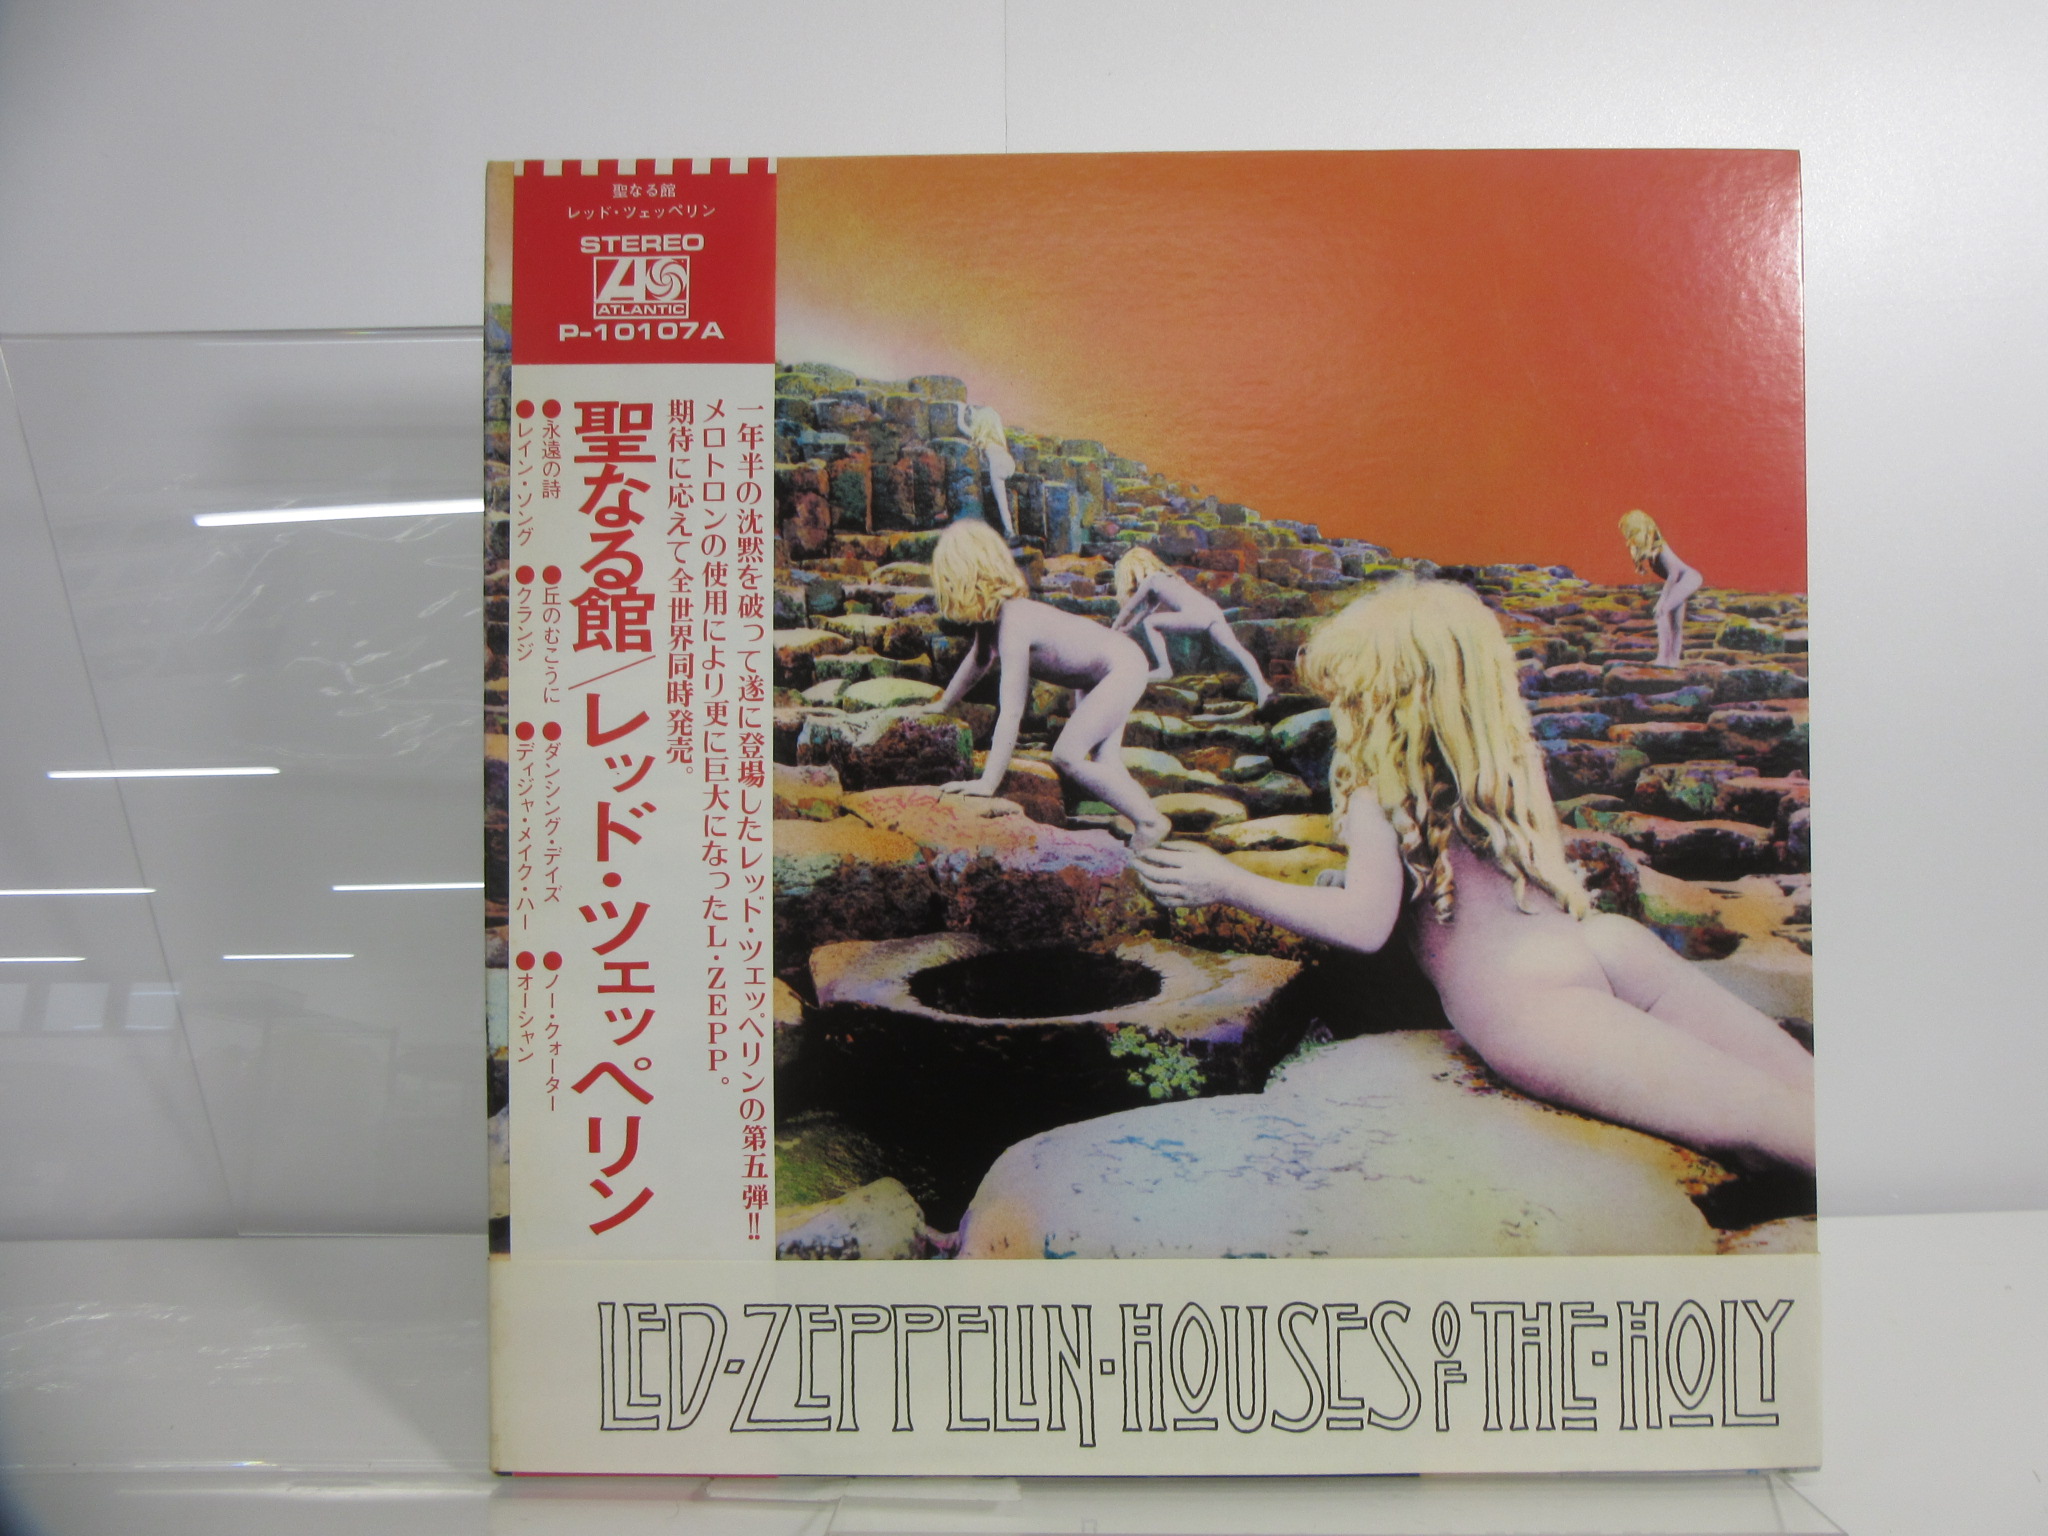 聖なる館
レッド・ツェッペリン
STEREO
ATLANTIC
P-10107A
一年半の沈黙を破って遂に登場したレッド・ツェッペリンの第五弾!!
メロトロンの使用により更に巨大になったL・ZEPP。
期待に応えて全世界同時発売。
聖なる館/レッド・ツェッペリン
●永遠の詩 ●丘のむこうに ●ダンシング・デイズ ●ノー・クォーター
●レイン・ソング ●クランジ ●ディジャ・メイク・ハー ●オーシャン
LED·ZEPPELIN·HOUSES OF THE·HOLY